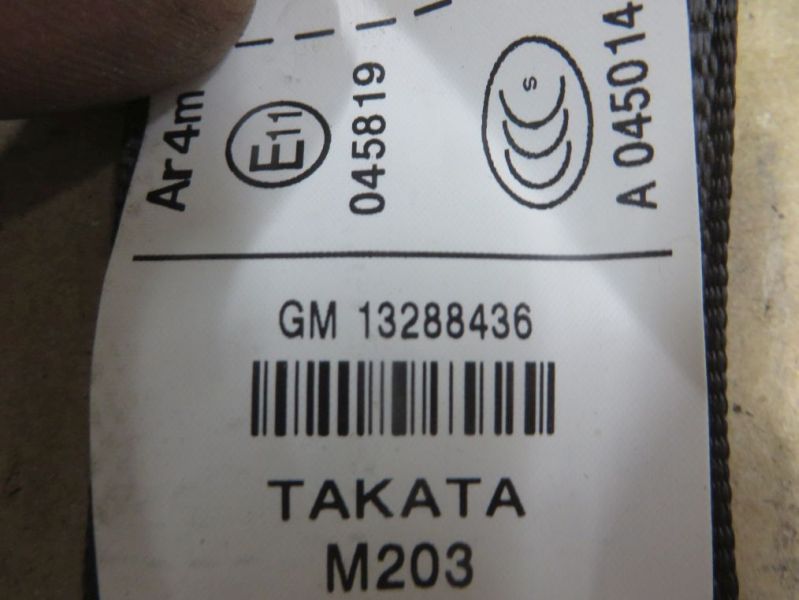 Ar4m
E11
045819
S
A 045014
GM 13288436
TAKATA
M203